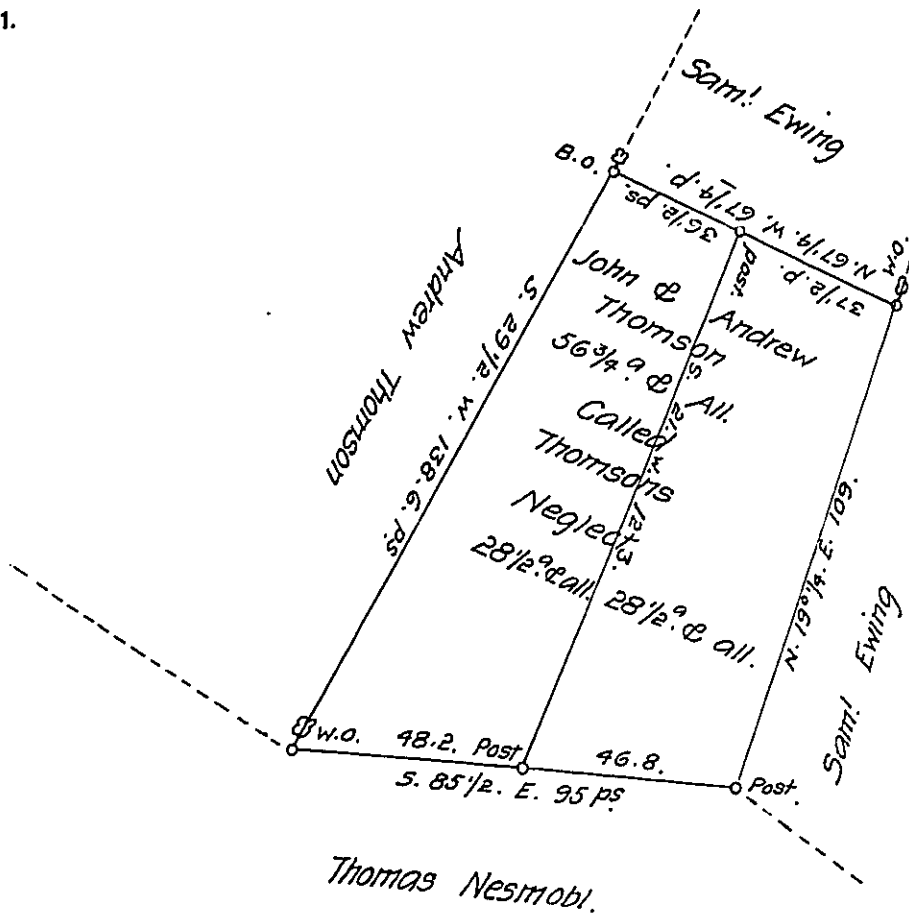 1.
Sam! Ewing
B.O.
36 1/2. ps.
N. 67 1/4. W. 67 1/4. P.
37 1/2. P.
W.O.
Post.
Andrew Thomson
S. 29 1/2. W. 138.6. ps
John & Andrew
Thomson
56 3/4. a & All.
Called
Thomsons
Neglect
28 1/2. a & all. 28 1/2. a & all.
N. 19° 1/4. E. 109.
Sam! Ewing
W.O. 48.2. Post 46.8. Post.
S. 85 1/2. E. 95 ps.
Thomas Nesmobl.